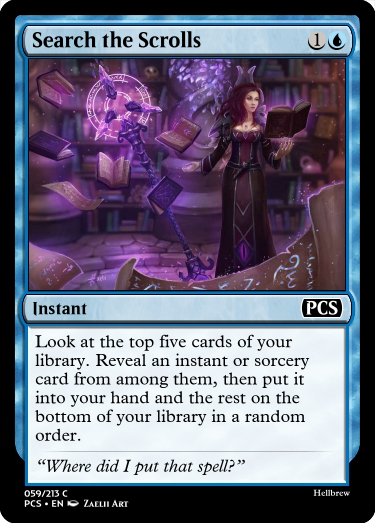 Search the Scrolls 1
Instant PCS
Look at the top five cards of your
library. Reveal an instant or sorcery
card from among them, then put it
into your hand and the rest on the
bottom of your library in a random
order.
“Where did I put that spell?”
059/213 C Hellbrew
PCS • EN Zaelii Art